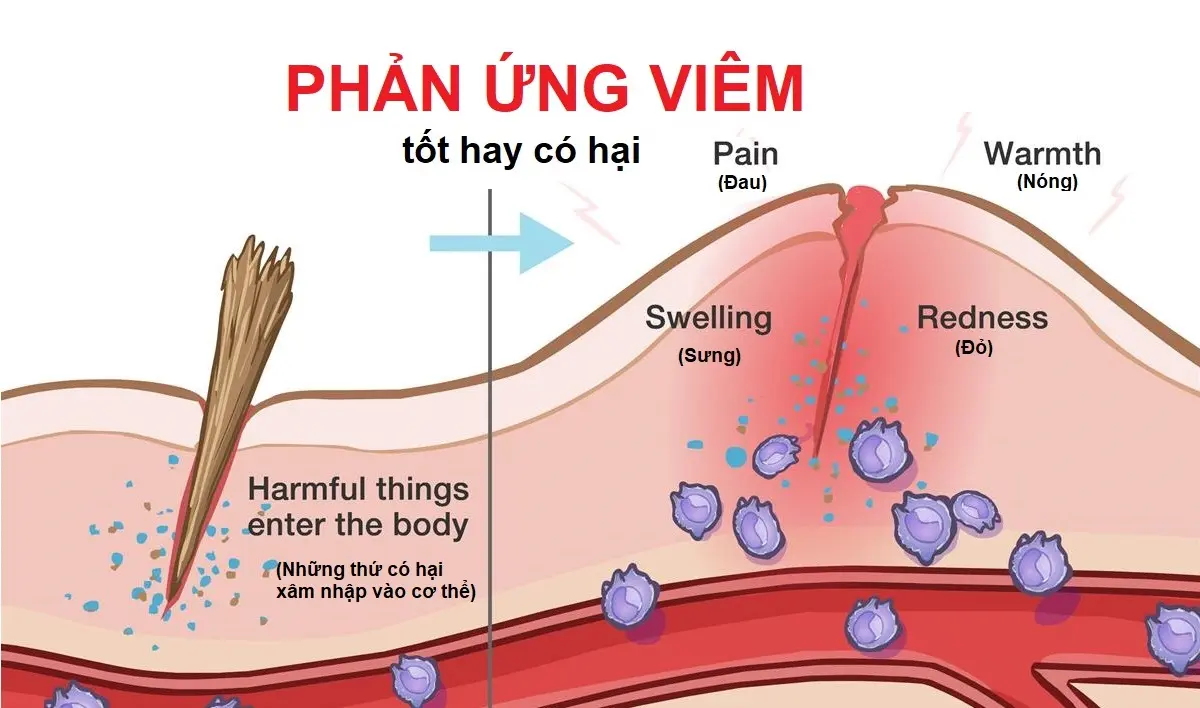 PHẢN ỨNG VIÊM
tốt hay có hại
Pain
(Đau)
Warmth
(Nóng)
Swelling
(Sưng)
Redness
(Đỏ)
Harmful things
enter the body
(Những thứ có hại
xâm nhập vào cơ thể)